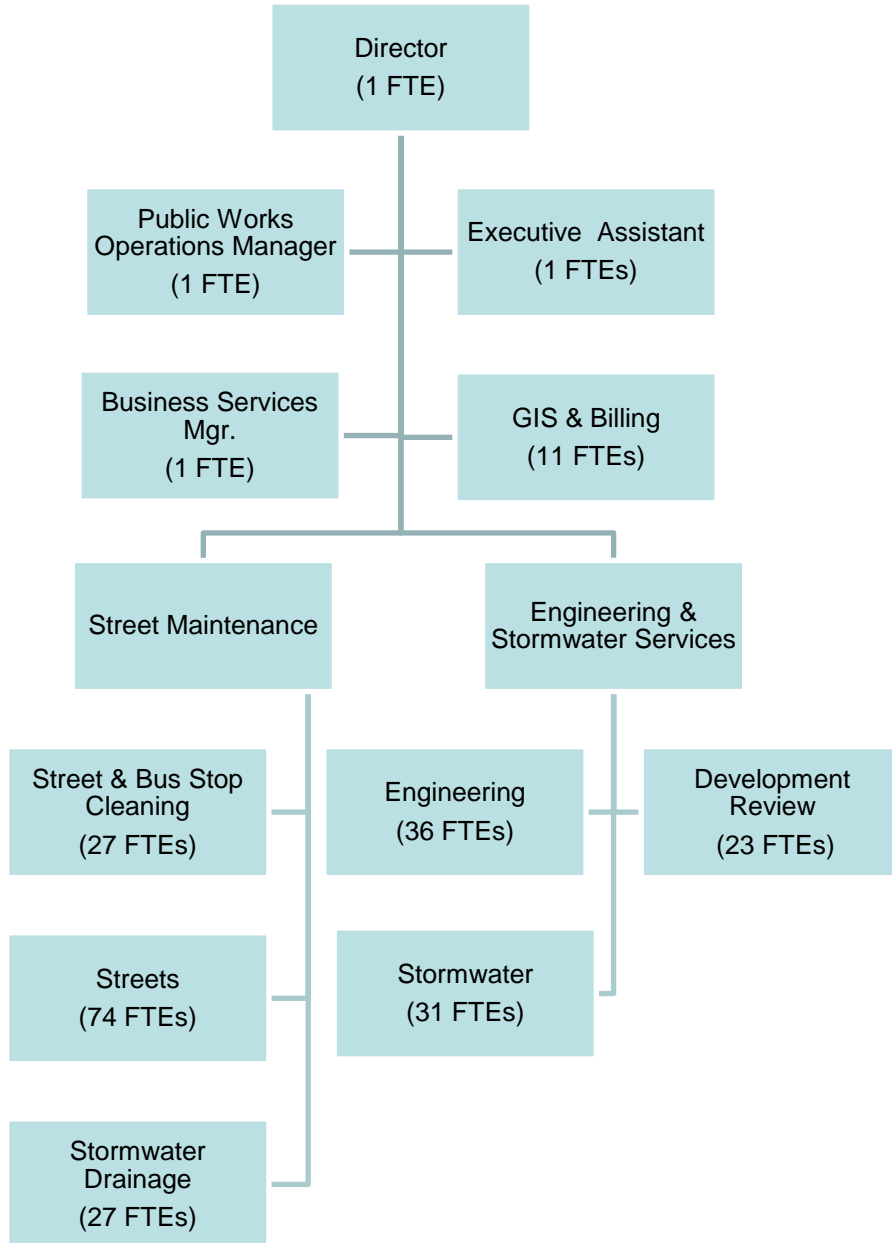 Director
(1 FTE)
Public Works
Operations Manager
(1 FTE)
Executive Assistant
(1 FTEs)
Business Services
Mgr.
(1 FTE)
GIS & Billing
(11 FTEs)
Street Maintenance
Engineering &
Stormwater Services
Street & Bus Stop
Cleaning
(27 FTEs)
Engineering
(36 FTEs)
Development
Review
(23 FTEs)
Streets
(74 FTEs)
Stormwater
(31 FTEs)
Stormwater
Drainage
(27 FTEs)